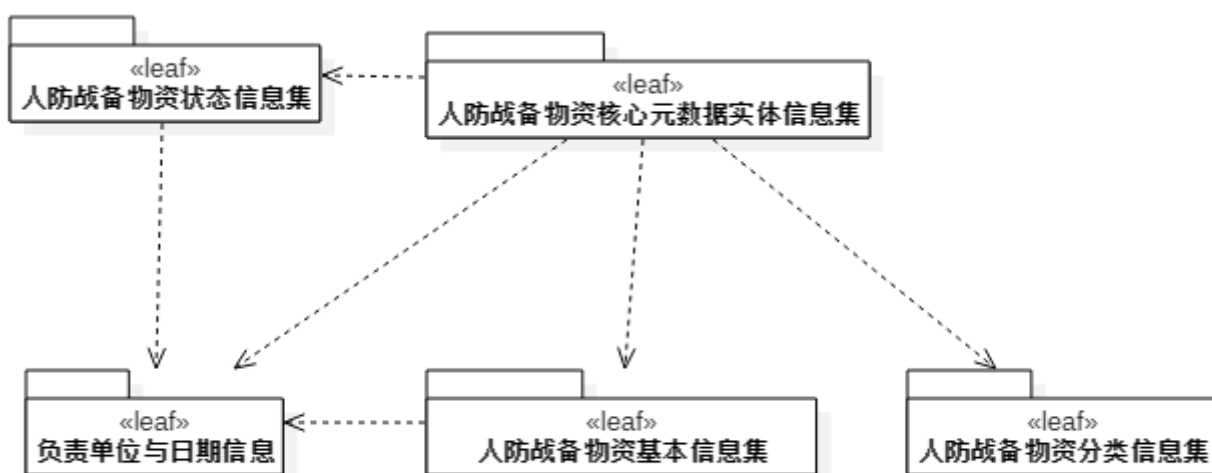 «leaf»
人防战备物资状态信息集
«leaf»
人防战备物资核心元数据实体信息集
«leaf»
负责单位与日期信息
«leaf»
人防战备物资基本信息集
«leaf»
人防战备物资分类信息集